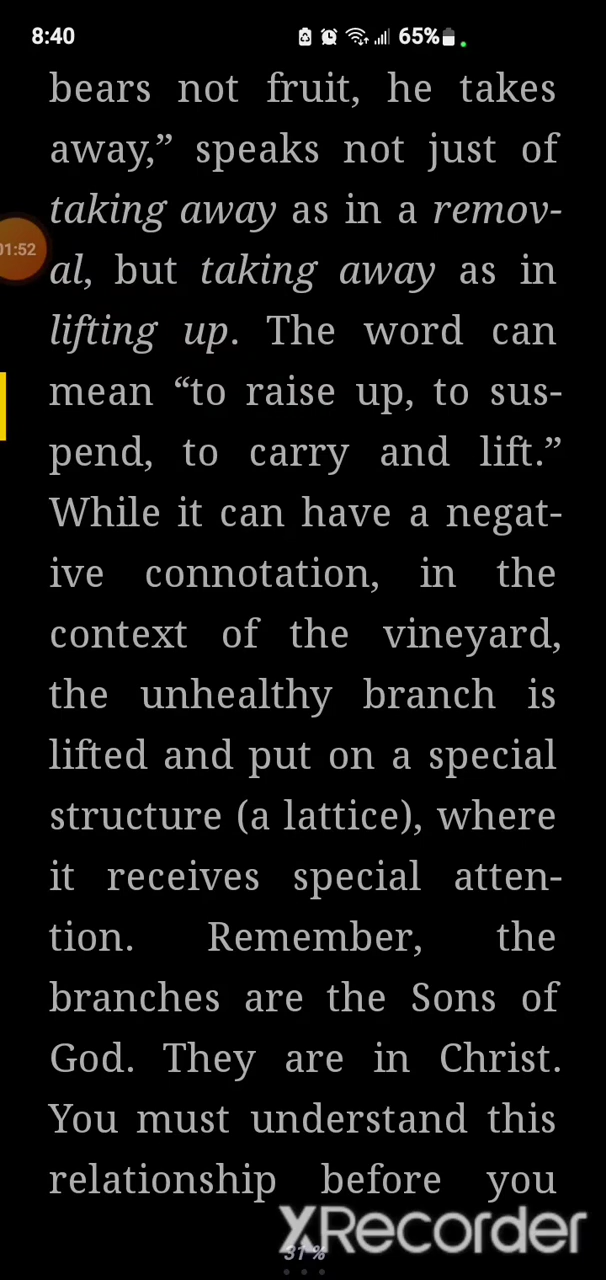 8:40 65%
bears not fruit, he takes
away,” speaks not just of
taking away as in a remov-
01:52
al, but taking away as in
lifting up. The word can
mean “to raise up, to sus-
pend, to carry and lift.”
While it can have a negat-
ive connotation, in the
context of the vineyard,
the unhealthy branch is
lifted and put on a special
structure (a lattice), where
it receives special atten-
tion. Remember, the
branches are the Sons of
God. They are in Christ.
You must understand this
relationship before you
XRecorder
31%